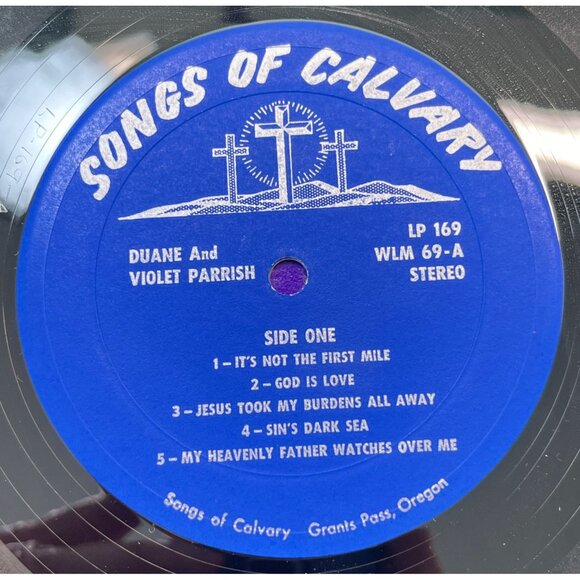 SONGS OF CALVARY
DUANE And
VIOLET PARRISH
LP 169
WLM 69-A
STEREO
SIDE ONE
1 – IT'S NOT THE FIRST MILE
2 – GOD IS LOVE
3 – JESUS TOOK MY BURDENS ALL AWAY
4 – SIN'S DARK SEA
5 – MY HEAVENLY FATHER WATCHES OVER ME
Songs of Calvary Grants Pass, Oregon
LP-169-A